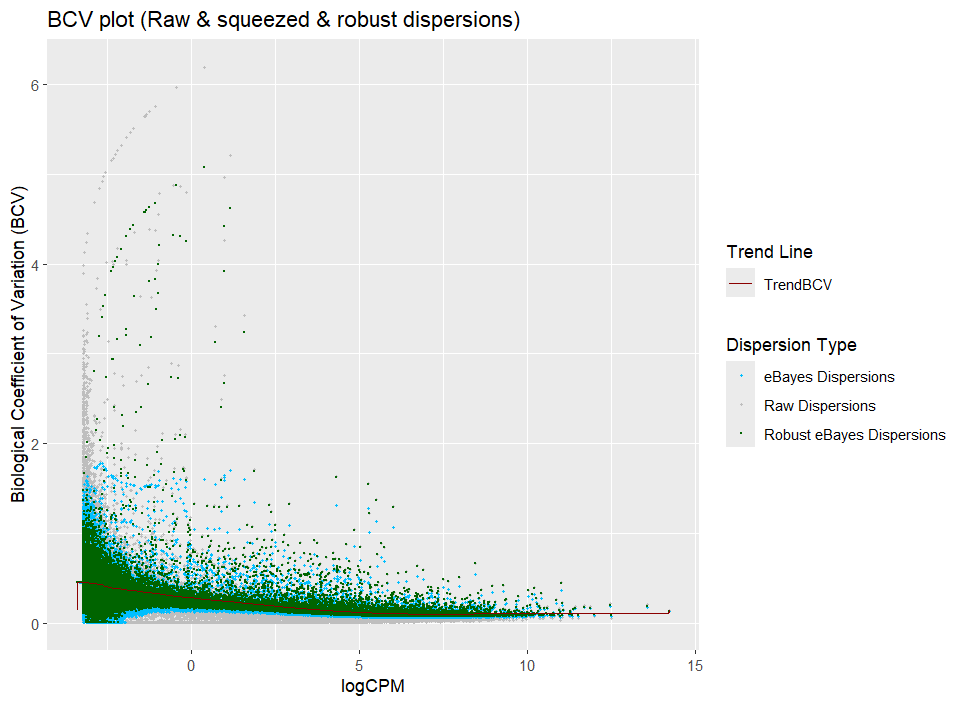 BCV plot (Raw & squeezed & robust dispersions)
Biological Coefficient of Variation (BCV)
6
4
2
0
0
5
10
15
logCPM
Trend Line
TrendBCV
Dispersion Type
eBayes Dispersions
Raw Dispersions
Robust eBayes Dispersions